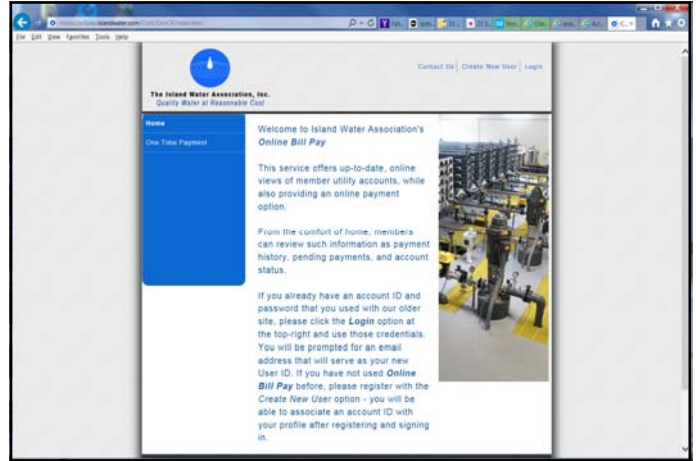 File Edit View Favorites Tools Help
Contact Us Create New User Login
The Island Water Association, Inc.
Quality Water at Reasonable Cost
Home
One Time Payment
Welcome to Island Water Association's
Online Bill Pay
This service offers up-to-date, online
views of member utility accounts, while
also providing an online payment
option.
From the comfort of home, members
can review such information as payment
history, pending payments, and account
status.
If you already have an account ID and
password that you used with our older
site, please click the Login option at
the top-right and use those credentials.
You will be prompted for an email
address that will serve as your new
User ID. If you have not used Online
Bill Pay before, please register with the
Create New User option - you will be
able to associate an account ID with
your profile after registering and signing
in.